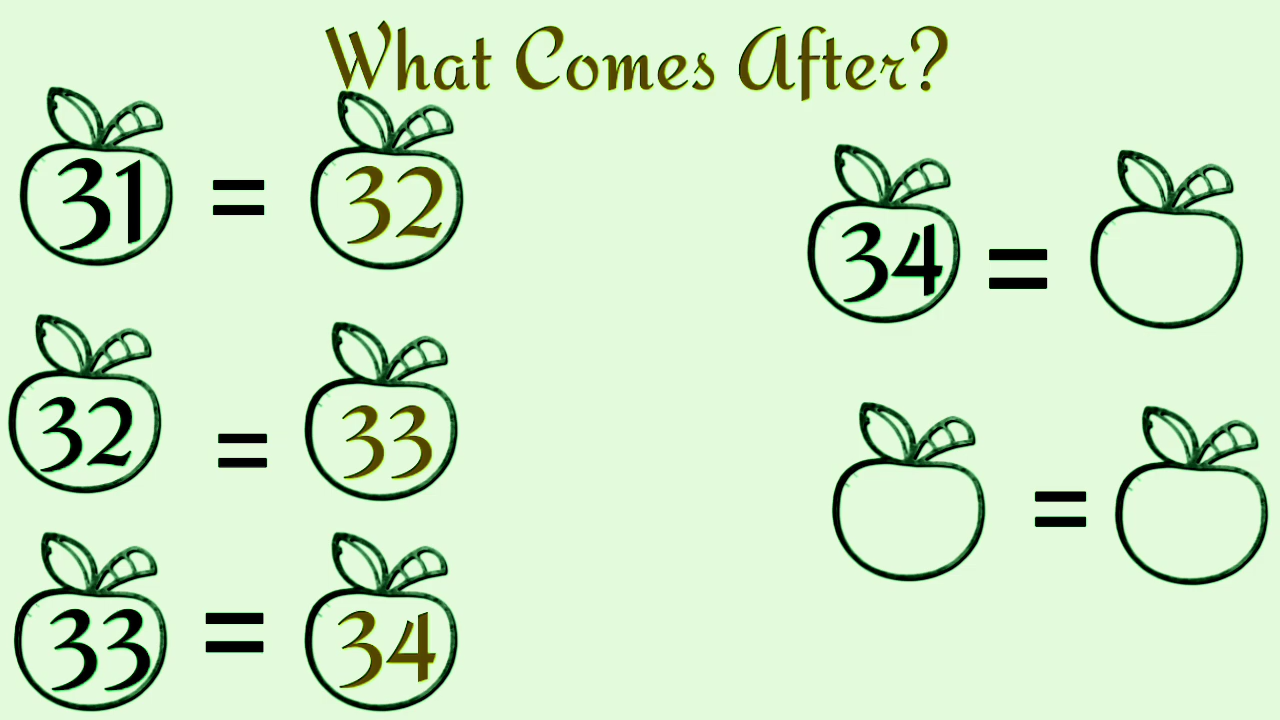 What Comes After?
31 = 32
32 = 33
33 = 34
34 =
=